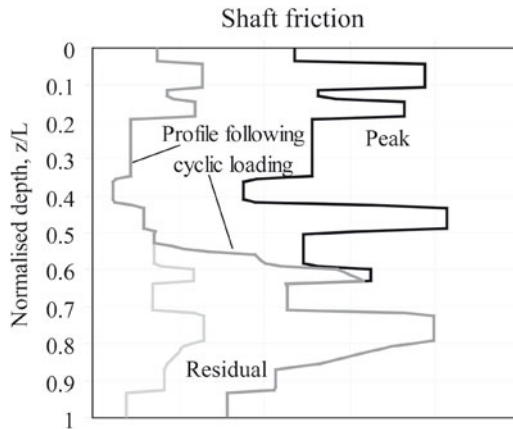 Shaft friction
Normalised depth, z/L
0
0.1
0.2
0.3
0.4
0.5
0.6
0.7
0.8
0.9
1
Profile following
cyclic loading
Peak
Residual